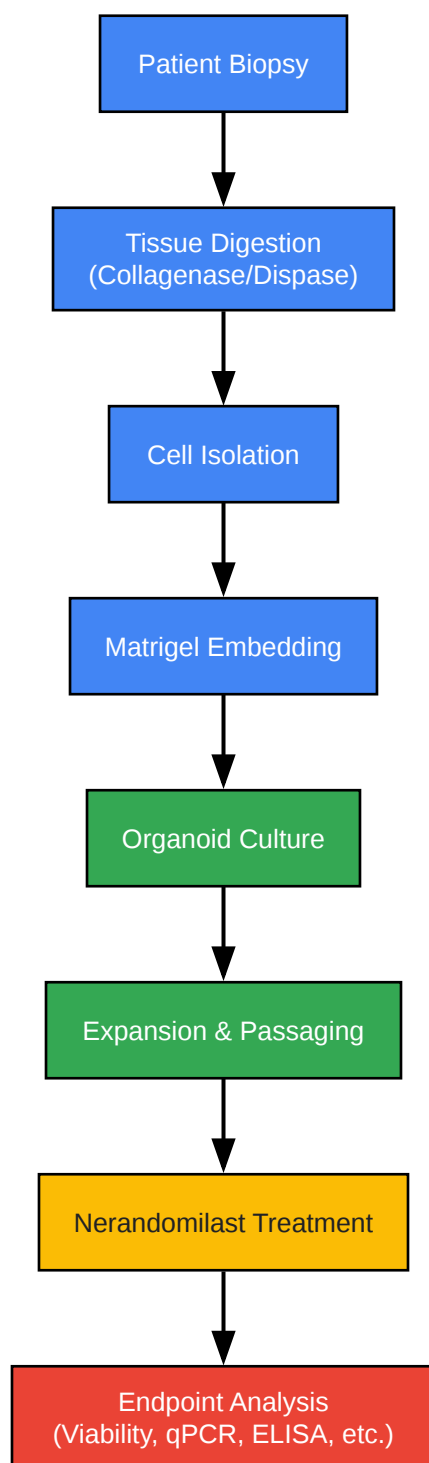 Patient Biopsy
Tissue Digestion
(Collagenase/Dispase)
Cell Isolation
Matrigel Embedding
Organoid Culture
Expansion & Passaging
Nerandomilast Treatment
Endpoint Analysis
(Viability, qPCR, ELISA, etc.)